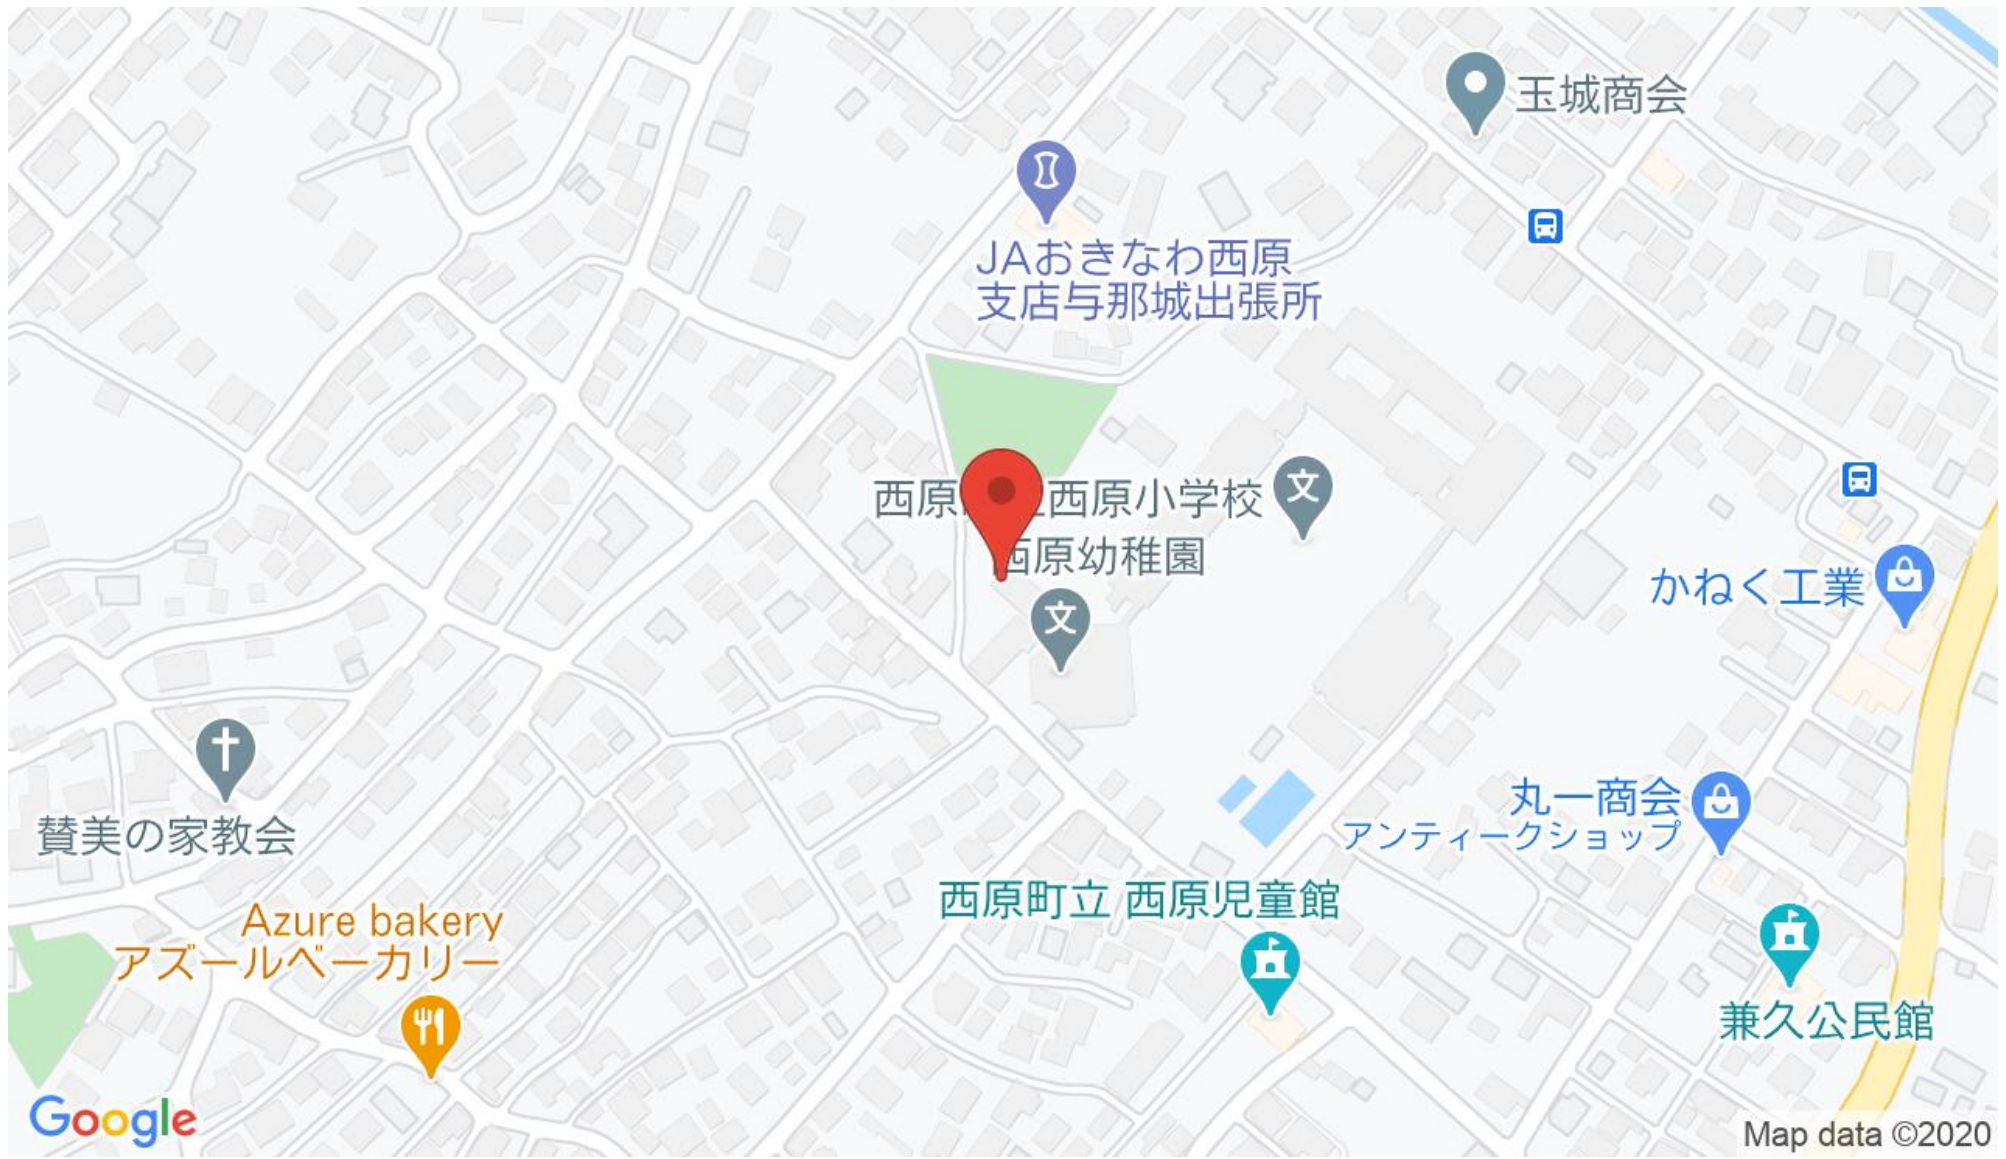 玉城商会
JAおきなわ西原
支店与那城出張所
西原 西原小学校
文
西原幼稚園
文
かねく工業
丸一商会
アンティークショップ
賛美の家教会
西原町立 西原児童館
Azure bakery
アズールベーカリー
兼久公民館
Google
Map data ©2020